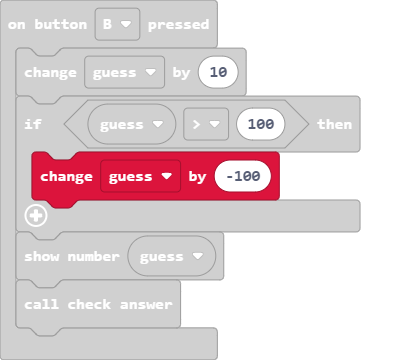 on button B pressed
change guess by 10
if guess > 100 then
change guess by -100
show number guess
call check answer